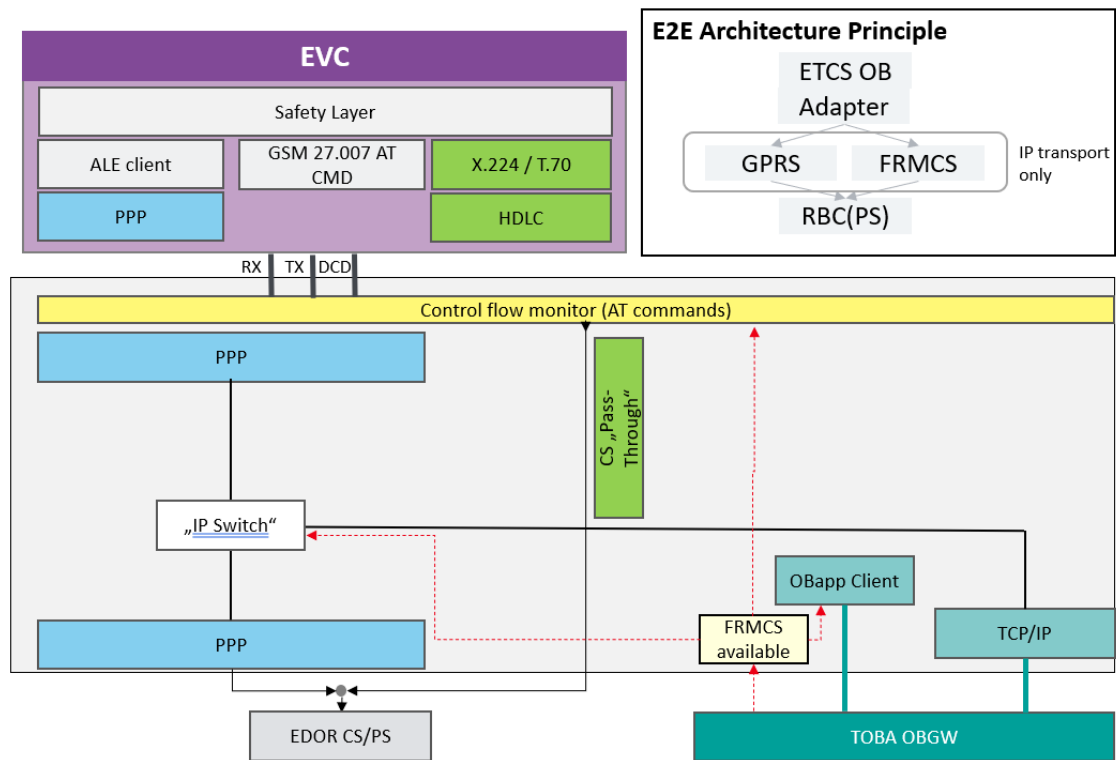 EVC
Safety Layer
ALE client
GSM 27.007 AT
CMD
X.224 / T.70
PPP
HDLC
E2E Architecture Principle
ETCS OB
Adapter
GPRS
FRMCS
IP transport
only
RBC(PS)
RX
TX
DCD
Control flow monitor (AT commands)
PPP
CS „Pass-
Through“
„IP Switch“
OBapp Client
FRMCS
available
TCP/IP
PPP
EDOR CS/PS
TOBA OBGW